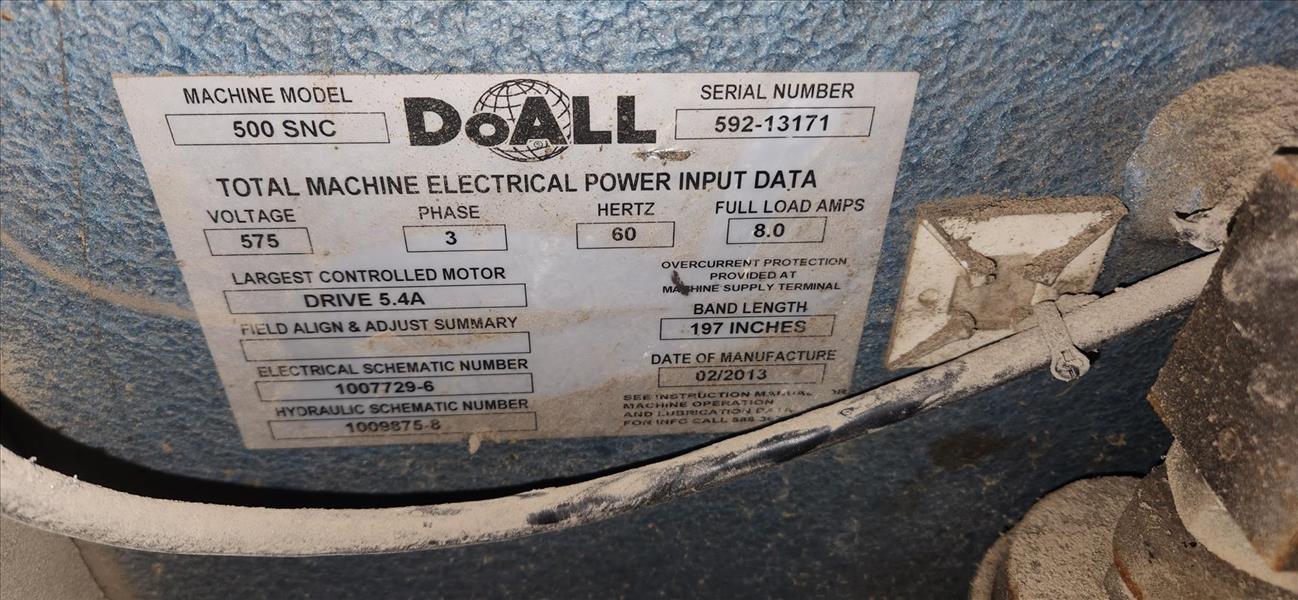 MACHINE MODEL
500 SNC
DoALL
SERIAL NUMBER
592-13171
TOTAL MACHINE ELECTRICAL POWER INPUT DATA
VOLTAGE PHASE HERTZ FULL LOAD AMPS
575 3 60 8.0
LARGEST CONTROLLED MOTOR
DRIVE 5.4A
FIELD ALIGN & ADJUST SUMMARY
ELECTRICAL SCHEMATIC NUMBER
1007729-6
HYDRAULIC SCHEMATIC NUMBER
1009875-8
OVERCURRENT PROTECTION
PROVIDED AT
MACHINE SUPPLY TERMINAL
BAND LENGTH
197 INCHES
DATE OF MANUFACTURE
02/2013
SEE INSTRUCTION MANUAL
MACHINE OPERATION
AND LUBRICATION DATA
FOR INFO CALL